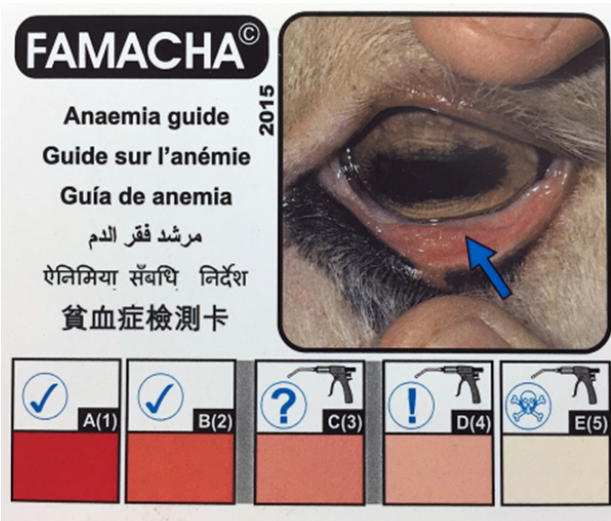 FAMACHA©
2015
Anaemia guide
Guide sur l'anémie
Guía de anemia
مرشد فقر الدم
ऐनिमिया सँबधि निर्देश
貧血症檢測卡
? !
A(1) B(2) C(3) D(4) E(5)